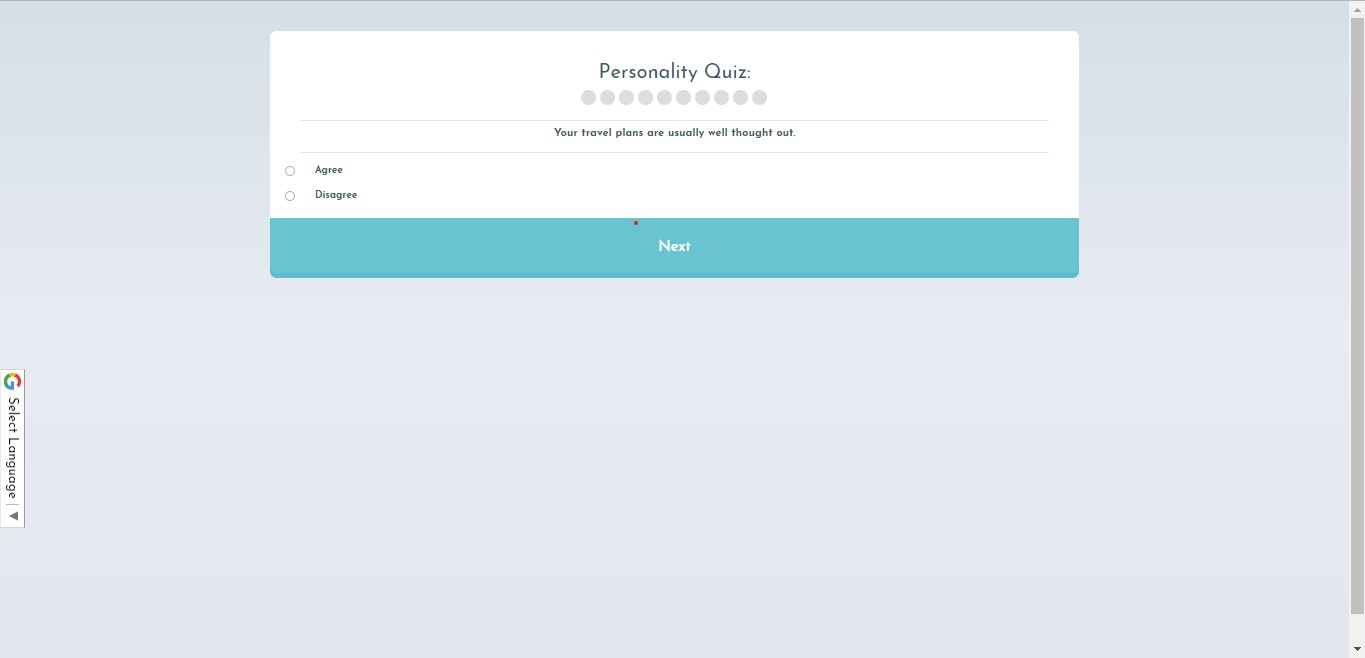 Personality Quiz:
Your travel plans are usually well thought out.
Agree
Disagree
Next
Select Language